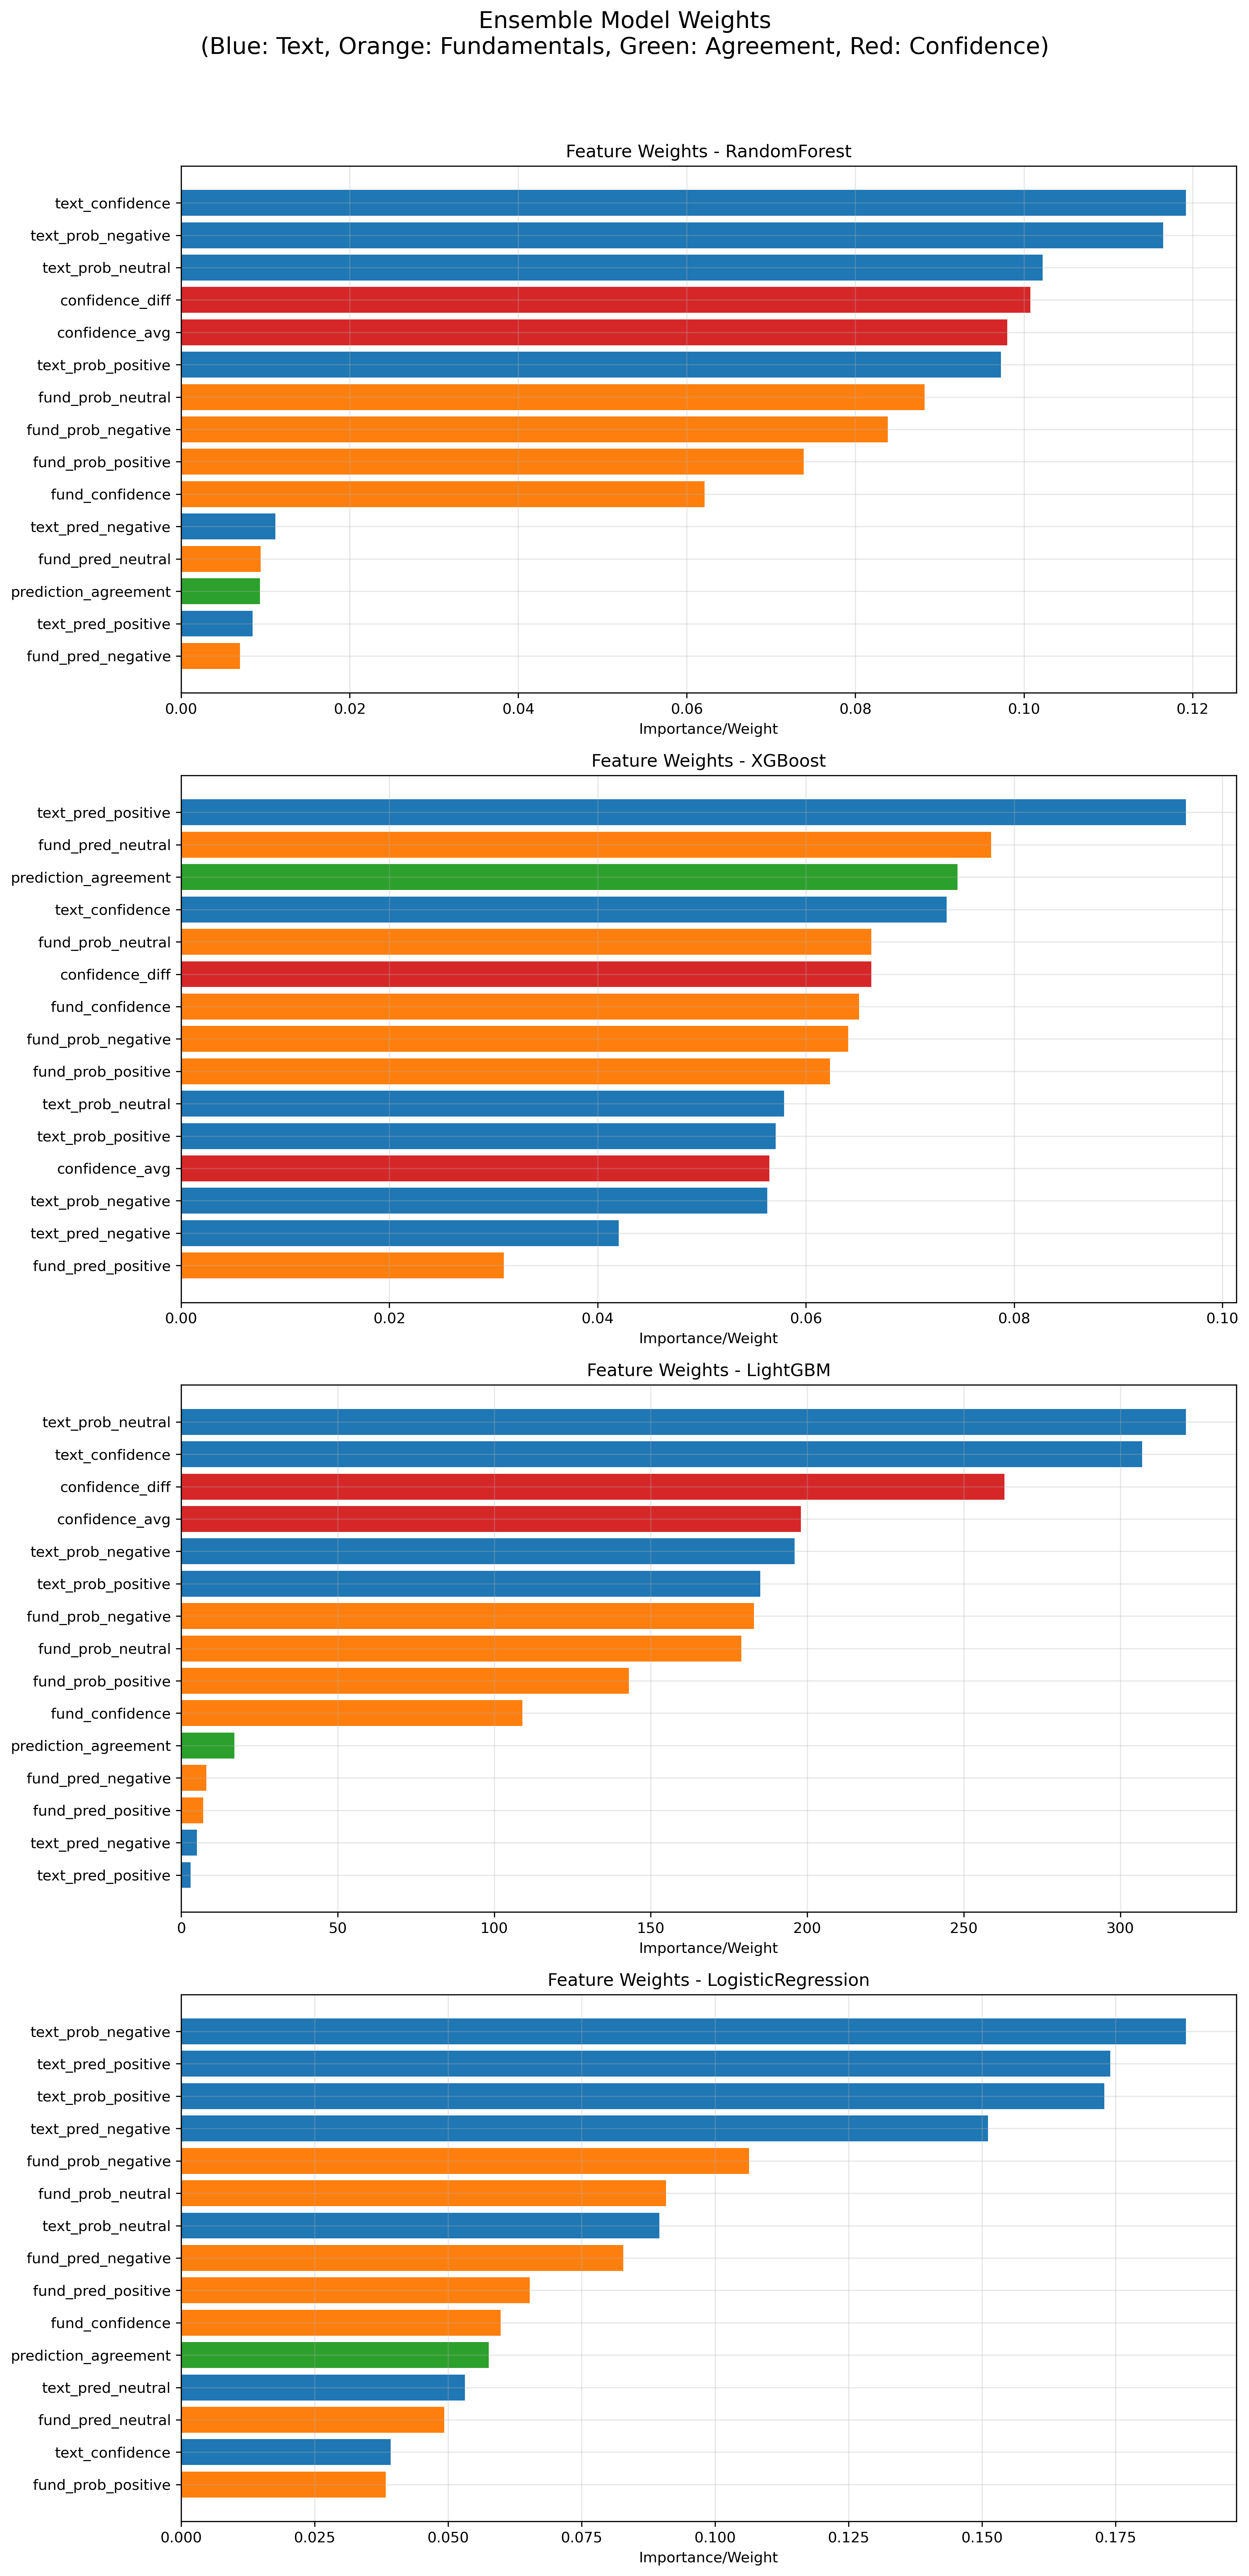 Ensemble Model Weights
(Blue: Text, Orange: Fundamentals, Green: Agreement, Red: Confidence)
Feature Weights - RandomForest
text_confidence
text_prob_negative
text_prob_neutral
confidence_diff
confidence_avg
text_prob_positive
fund_prob_neutral
fund_prob_negative
fund_prob_positive
fund_confidence
text_pred_negative
fund_pred_neutral
prediction_agreement
text_pred_positive
fund_pred_negative
0.00 0.02 0.04 0.06 0.08 0.10 0.12
Importance/Weight
Feature Weights - XGBoost
text_pred_positive
fund_pred_neutral
prediction_agreement
text_confidence
fund_prob_neutral
confidence_diff
fund_confidence
fund_prob_negative
fund_prob_positive
text_prob_neutral
text_prob_positive
confidence_avg
text_prob_negative
text_pred_negative
fund_pred_positive
0.00 0.02 0.04 0.06 0.08 0.10
Importance/Weight
Feature Weights - LightGBM
text_prob_neutral
text_confidence
confidence_diff
confidence_avg
text_prob_negative
text_prob_positive
fund_prob_negative
fund_prob_neutral
fund_prob_positive
fund_confidence
prediction_agreement
fund_pred_negative
fund_pred_positive
text_pred_negative
text_pred_positive
0 50 100 150 200 250 300
Importance/Weight
Feature Weights - LogisticRegression
text_prob_negative
text_pred_positive
text_prob_positive
text_pred_negative
fund_prob_negative
fund_prob_neutral
text_prob_neutral
fund_pred_negative
fund_pred_positive
fund_confidence
prediction_agreement
text_pred_neutral
fund_pred_neutral
text_confidence
fund_prob_positive
0.000 0.025 0.050 0.075 0.100 0.125 0.150 0.175
Importance/Weight